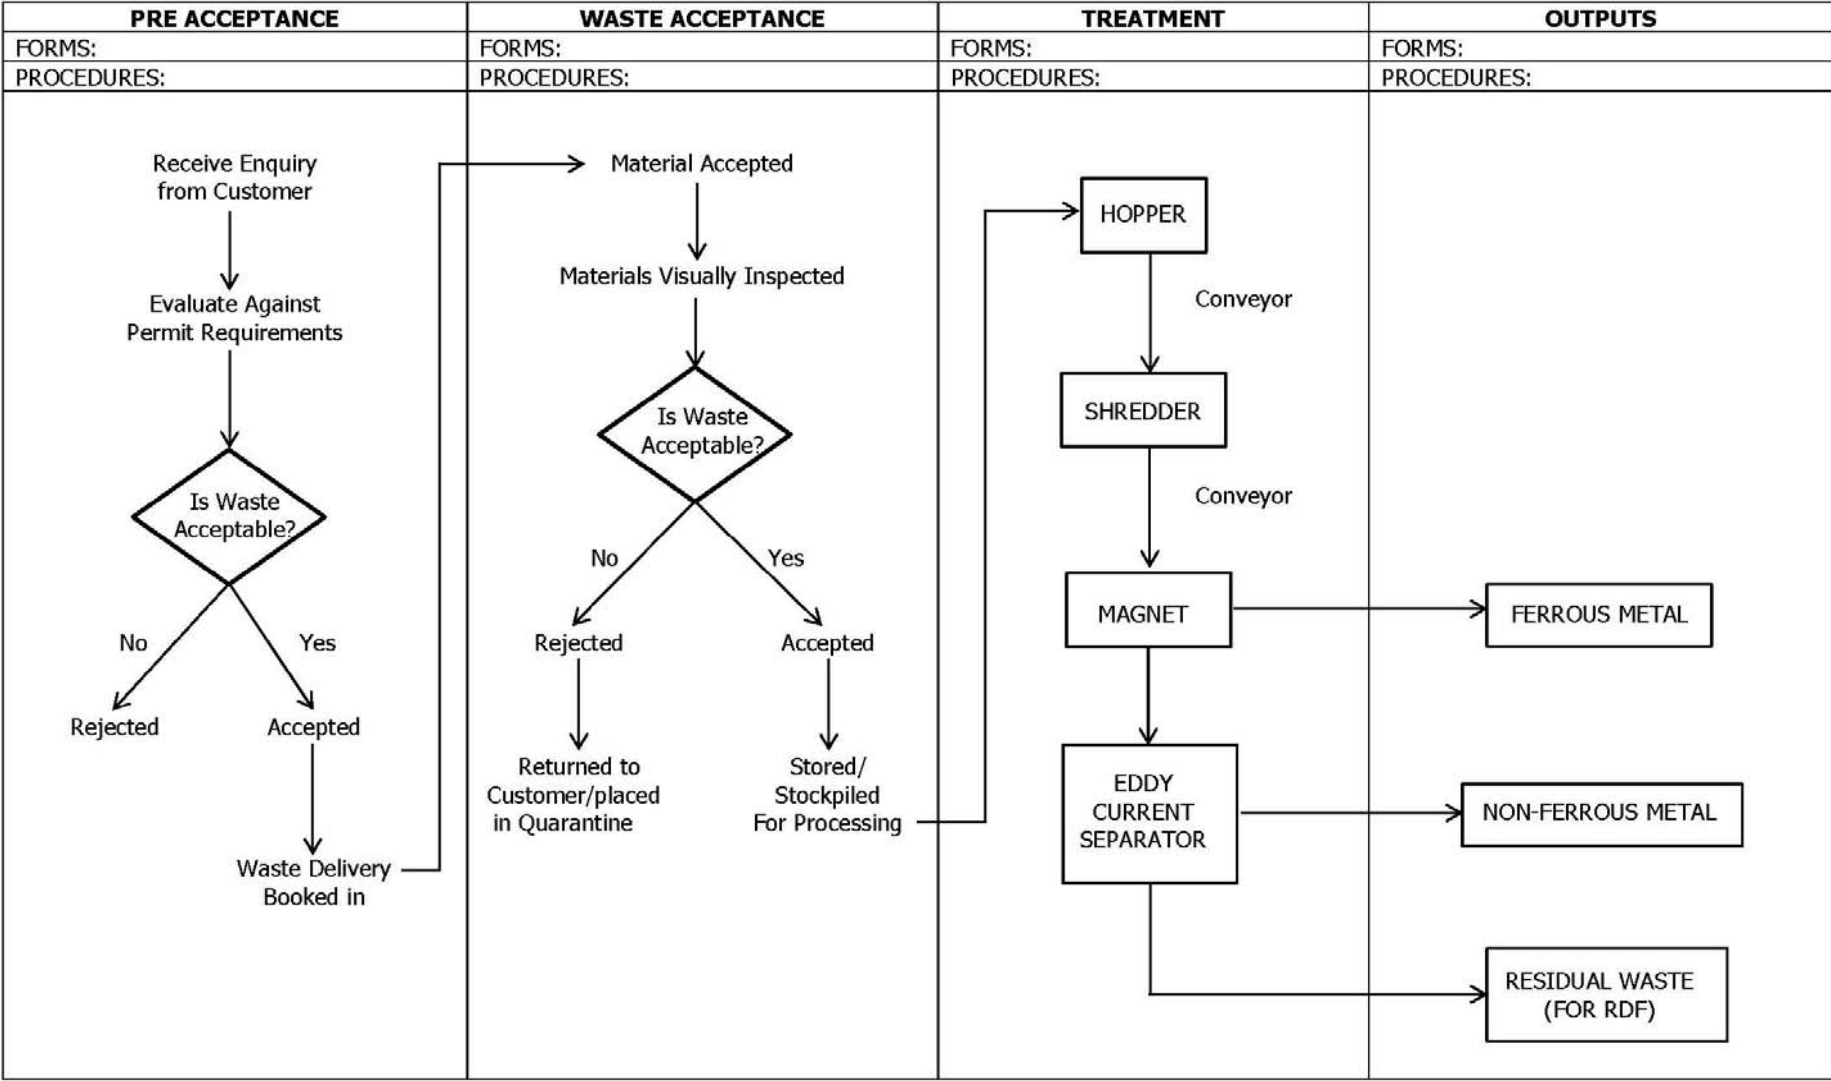 PRE ACCEPTANCE
WASTE ACCEPTANCE
TREATMENT
OUTPUTS
FORMS:
FORMS:
FORMS:
FORMS:
PROCEDURES:
PROCEDURES:
PROCEDURES:
PROCEDURES:
Receive Enquiry
from Customer
Evaluate Against
Permit Requirements
Is Waste
Acceptable?
No
Yes
Rejected
Accepted
Waste Delivery
Booked in
Material Accepted
Materials Visually Inspected
Is Waste
Acceptable?
No
Yes
Rejected
Accepted
Returned to
Customer/placed
in Quarantine
Stored/
Stockpiled
For Processing
HOPPER
Conveyor
SHREDDER
Conveyor
MAGNET
EDDY
CURRENT
SEPARATOR
FERROUS METAL
NON-FERROUS METAL
RESIDUAL WASTE
(FOR RDF)